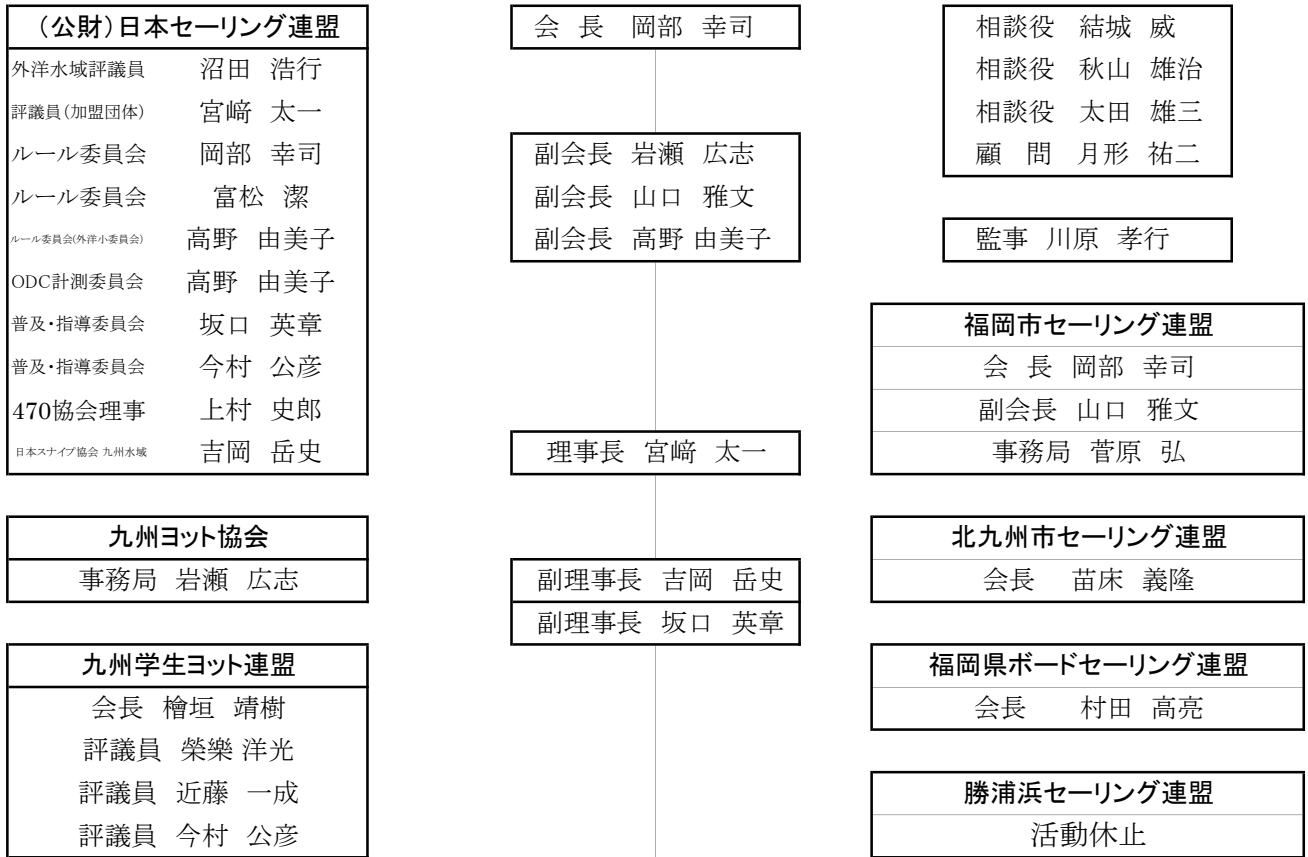 （公財）日本セーリング連盟
外洋水域評議員 沼田 浩行
評議員（加盟団体） 宮﨑 太一
ルール委員会 岡部 幸司
ルール委員会 富松 潔
ルール委員会(外洋小委員会) 高野 由美子
ODC計測委員会 高野 由美子
普及・指導委員会 坂口 英章
普及・指導委員会 今村 公彦
470協会理事 上村 史郎
日本スナイプ協会 九州水域 吉岡 岳史
九州ヨット協会
事務局 岩瀬 広志
九州学生ヨット連盟
会長 檜垣 靖樹
評議員 榮樂 洋光
評議員 近藤 一成
評議員 今村 公彦
会 長 岡部 幸司
副会長 岩瀬 広志
副会長 山口 雅文
副会長 高野 由美子
理事長 宮﨑 太一
副理事長 吉岡 岳史
副理事長 坂口 英章
相談役 結城 威
相談役 秋山 雄治
相談役 太田 雄三
顧 問 月形 祐二
監事 川原 孝行
福岡市セーリング連盟
会 長 岡部 幸司
副会長 山口 雅文
事務局 菅原 弘
北九州市セーリング連盟
会長 苗床 義隆
福岡県ボードセーリング連盟
会長 村田 高亮
勝浦浜セーリング連盟
活動休止